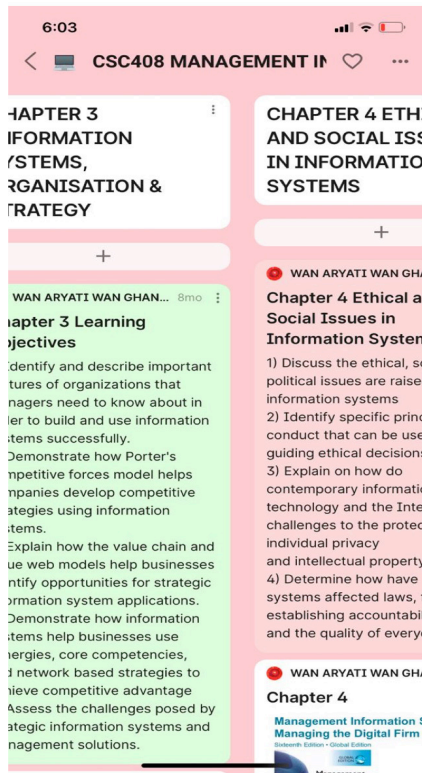 6:03
CSC408 MANAGEMENT IN
HAPTER 3
IFORMATION
YSTEMS,
RGANISATION &
TRATEGY
+
WAN ARYATI WAN GHAN... 8mo
hapter 3 Learning
bjectives
dentify and describe important
tures of organizations that
nagers need to know about in
ler to build and use information
stems successfully.
Demonstrate how Porter's
mpetitive forces model helps
mpanies develop competitive
ategies using information
stems.
Explain how the value chain and
ue web models help businesses
ntify opportunities for strategic
ormation system applications.
Demonstrate how information
stems help businesses use
nergies, core competencies,
d network based strategies to
nieve competitive advantage
Assess the challenges posed by
ategic information systems and
nagement solutions.
CHAPTER 4 ETHI
AND SOCIAL ISS
IN INFORMATIO
SYSTEMS
+
WAN ARYATI WAN GHA
Chapter 4 Ethical a
Social Issues in
Information System
1) Discuss the ethical, so
political issues are raise
information systems
2) Identify specific princ
conduct that can be use
guiding ethical decisions
3) Explain on how do
contemporary informatic
technology and the Inte
challenges to the protec
individual privacy
and intellectual property
4) Determine how have
systems affected laws,
establishing accountabi
and the quality of every
WAN ARYATI WAN GHA
Chapter 4
Management Information S
Managing the Digital Firm
Sixteenth Edition • Global Edition